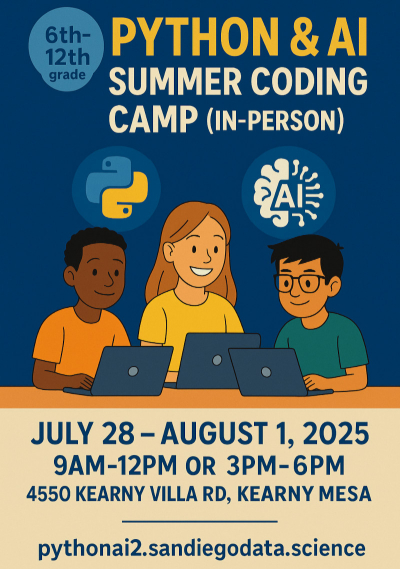 6th-
12th
grade
PYTHON & AI
SUMMER CODING
CAMP (IN-PERSON)
AI
JULY 28 – AUGUST 1, 2025
9AM-12PM OR 3PM-6PM
4550 KEARNY VILLA RD, KEARNY MESA
pythonai2.sandiegodata.science